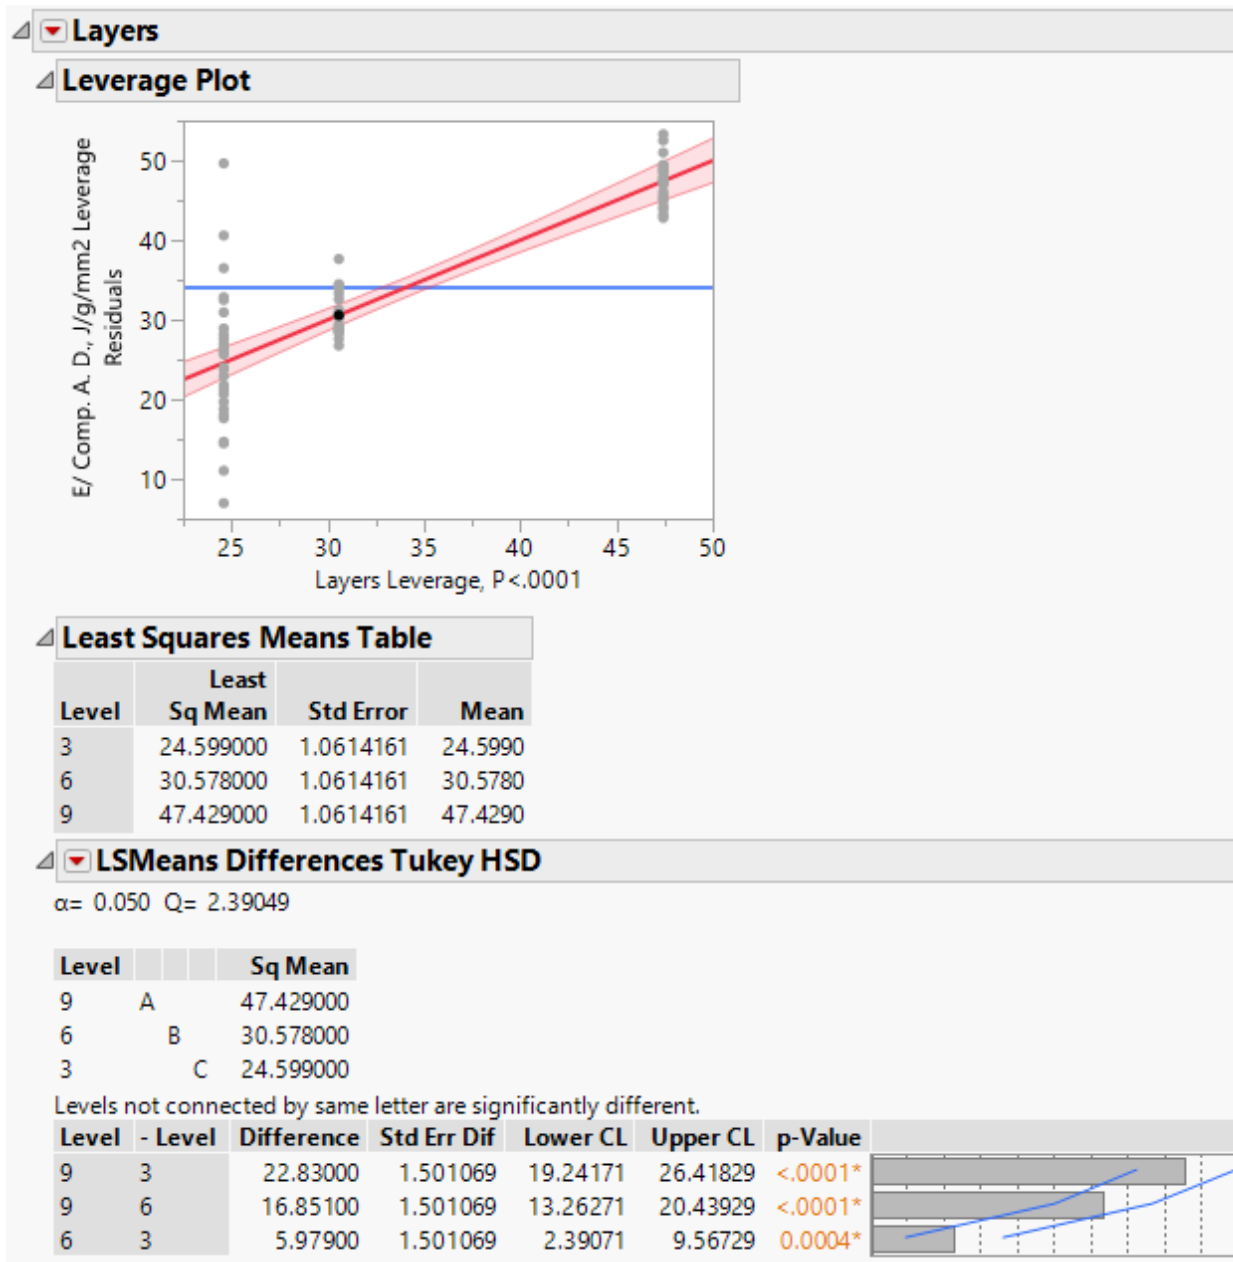 Layers
Leverage Plot
E/ Comp. A. D., J/g/mm2 Leverage
Residuals
50
40
30
20
10
25 30 35 40 45 50
Layers Leverage, P<.0001
Least Squares Means Table
Least
Level Sq Mean Std Error Mean
3 24.599000 1.0614161 24.5990
6 30.578000 1.0614161 30.5780
9 47.429000 1.0614161 47.4290
LSMeans Differences Tukey HSD
α= 0.050 Q= 2.39049
Level Sq Mean
9 A 47.429000
6 B 30.578000
3 C 24.599000
Levels not connected by same letter are significantly different.
Level - Level Difference Std Err Dif Lower CL Upper CL p-Value
9 3 22.83000 1.501069 19.24171 26.41829 <.0001*
9 6 16.85100 1.501069 13.26271 20.43929 <.0001*
6 3 5.97900 1.501069 2.39071 9.56729 0.0004*